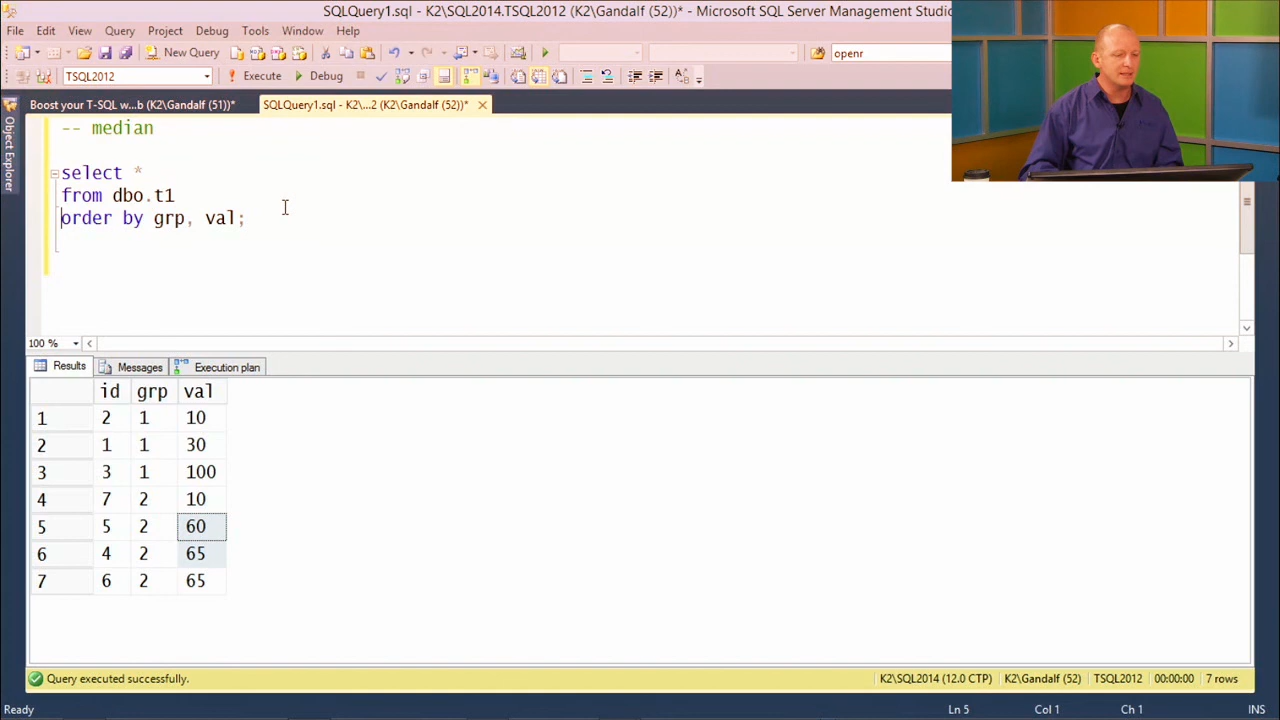 SQLQuery1.sql - K2\SQL2014.TSQL2012 (K2\Gandalf (52))* - Microsoft SQL Server Management Studio
File Edit View Query Project Debug Tools Window Help
New Query openr
TSQL2012 Execute Debug
Boost your T-SQL w...b (K2\Gandalf (51))* SQLQuery1.sql - K2\...2 (K2\Gandalf (52))*
Object Explorer
-- median
select *
from dbo.t1
order by grp, val;
100 %
Results Messages Execution plan
id grp val
1 2 1 10
2 1 1 30
3 3 1 100
4 7 2 10
5 5 2 60
6 4 2 65
7 6 2 65
Query executed successfully. K2\SQL2014 (12.0 CTP) K2\Gandalf (52) TSQL2012 00:00:00 7 rows
Ready Ln 5 Col 1 Ch 1 INS